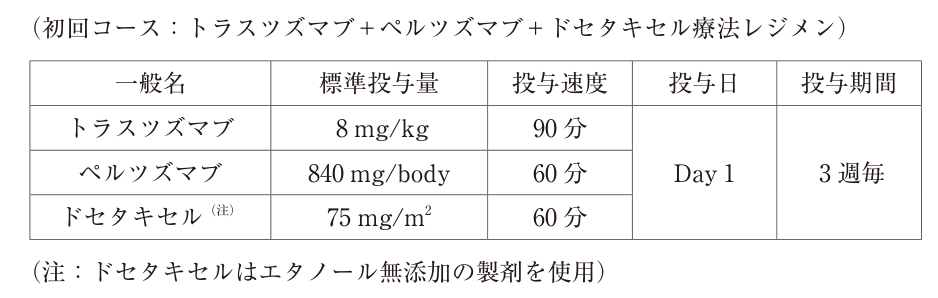 （初回コース：トラスツズマブ＋ペルツズマブ＋ドセタキセル療法レジメン）
一般名 標準投与量 投与速度 投与日 投与期間
トラスツズマブ 8 mg/kg 90 分
ペルツズマブ 840 mg/body 60 分 Day 1 3 週毎
ドセタキセル（注） 75 mg/m² 60 分
（注：ドセタキセルはエタノール無添加の製剤を使用）